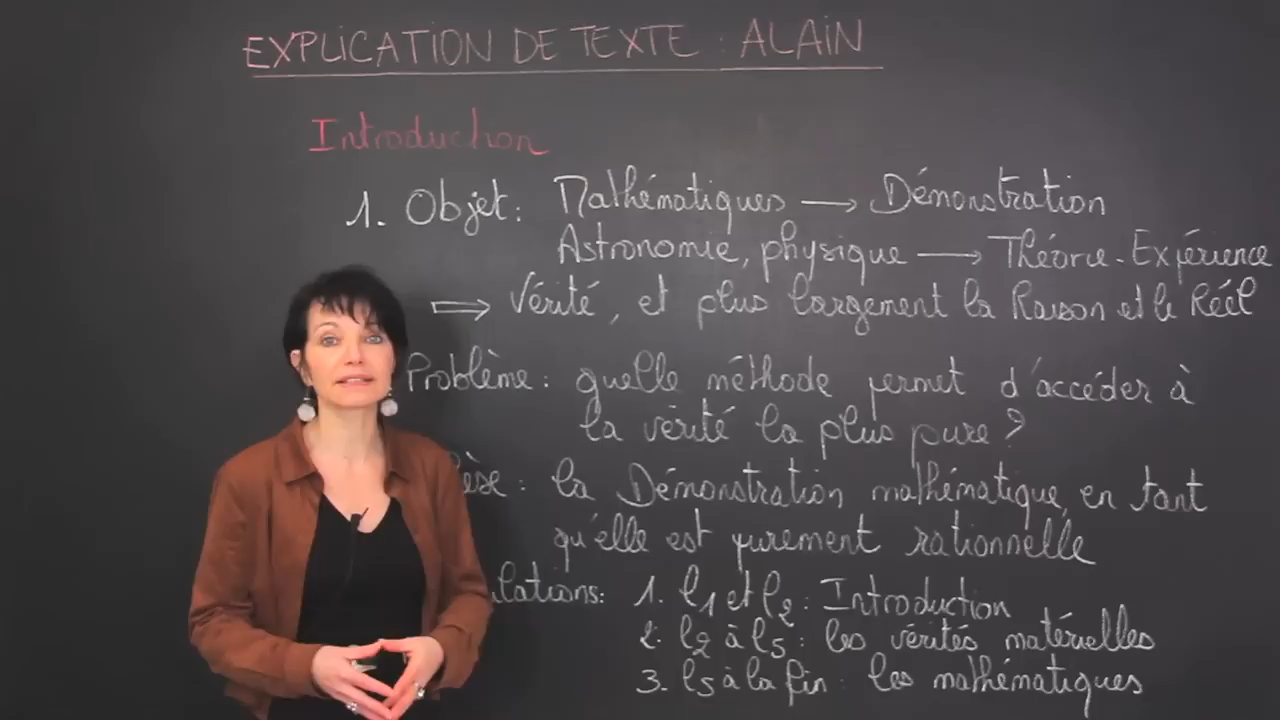 EXPLICATION DE TEXTE : ALAIN
Introduction
1. Objet : Mathématiques → Démonstration
Astronomie, physique → Théorie - Expérience
⇒ Vérité, et plus largement la Raison et le Réel
Problème : quelle méthode permet d'accéder à
la vérité la plus pure ?
èse : la Démonstration mathématique, en tant
qu'elle est purement rationnelle
ulations : 1. l1 et l2 : Introduction
2. l2 à l5 : les vérités matérielles
3. l5 à la fin : les mathématiques